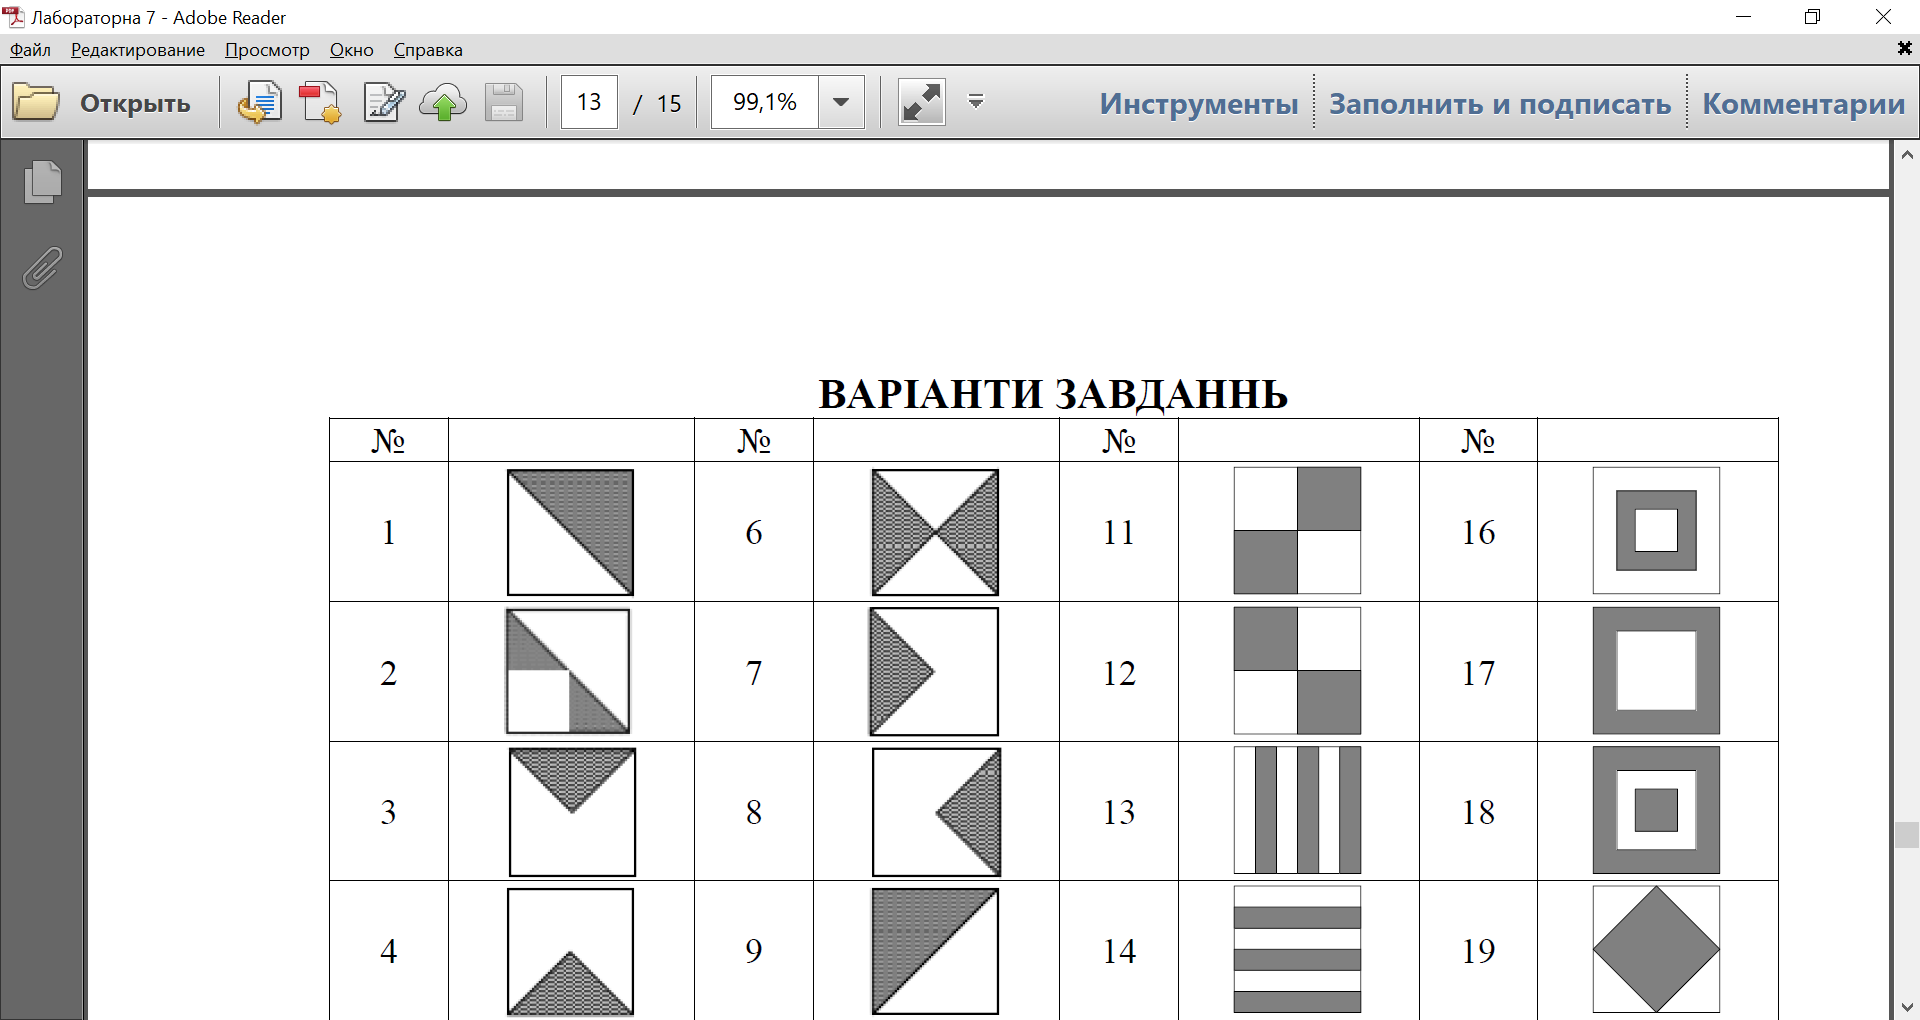 Лабораторна 7 - Adobe Reader
Файл Редактирование Просмотр Окно Справка
Открыть 13 / 15 99,1% Инструменты Заполнить и подписать Комментарии
ВАРІАНТИ ЗАВДАННЬ
№ № № №
1 6 11 16
2 7 12 17
3 8 13 18
4 9 14 19